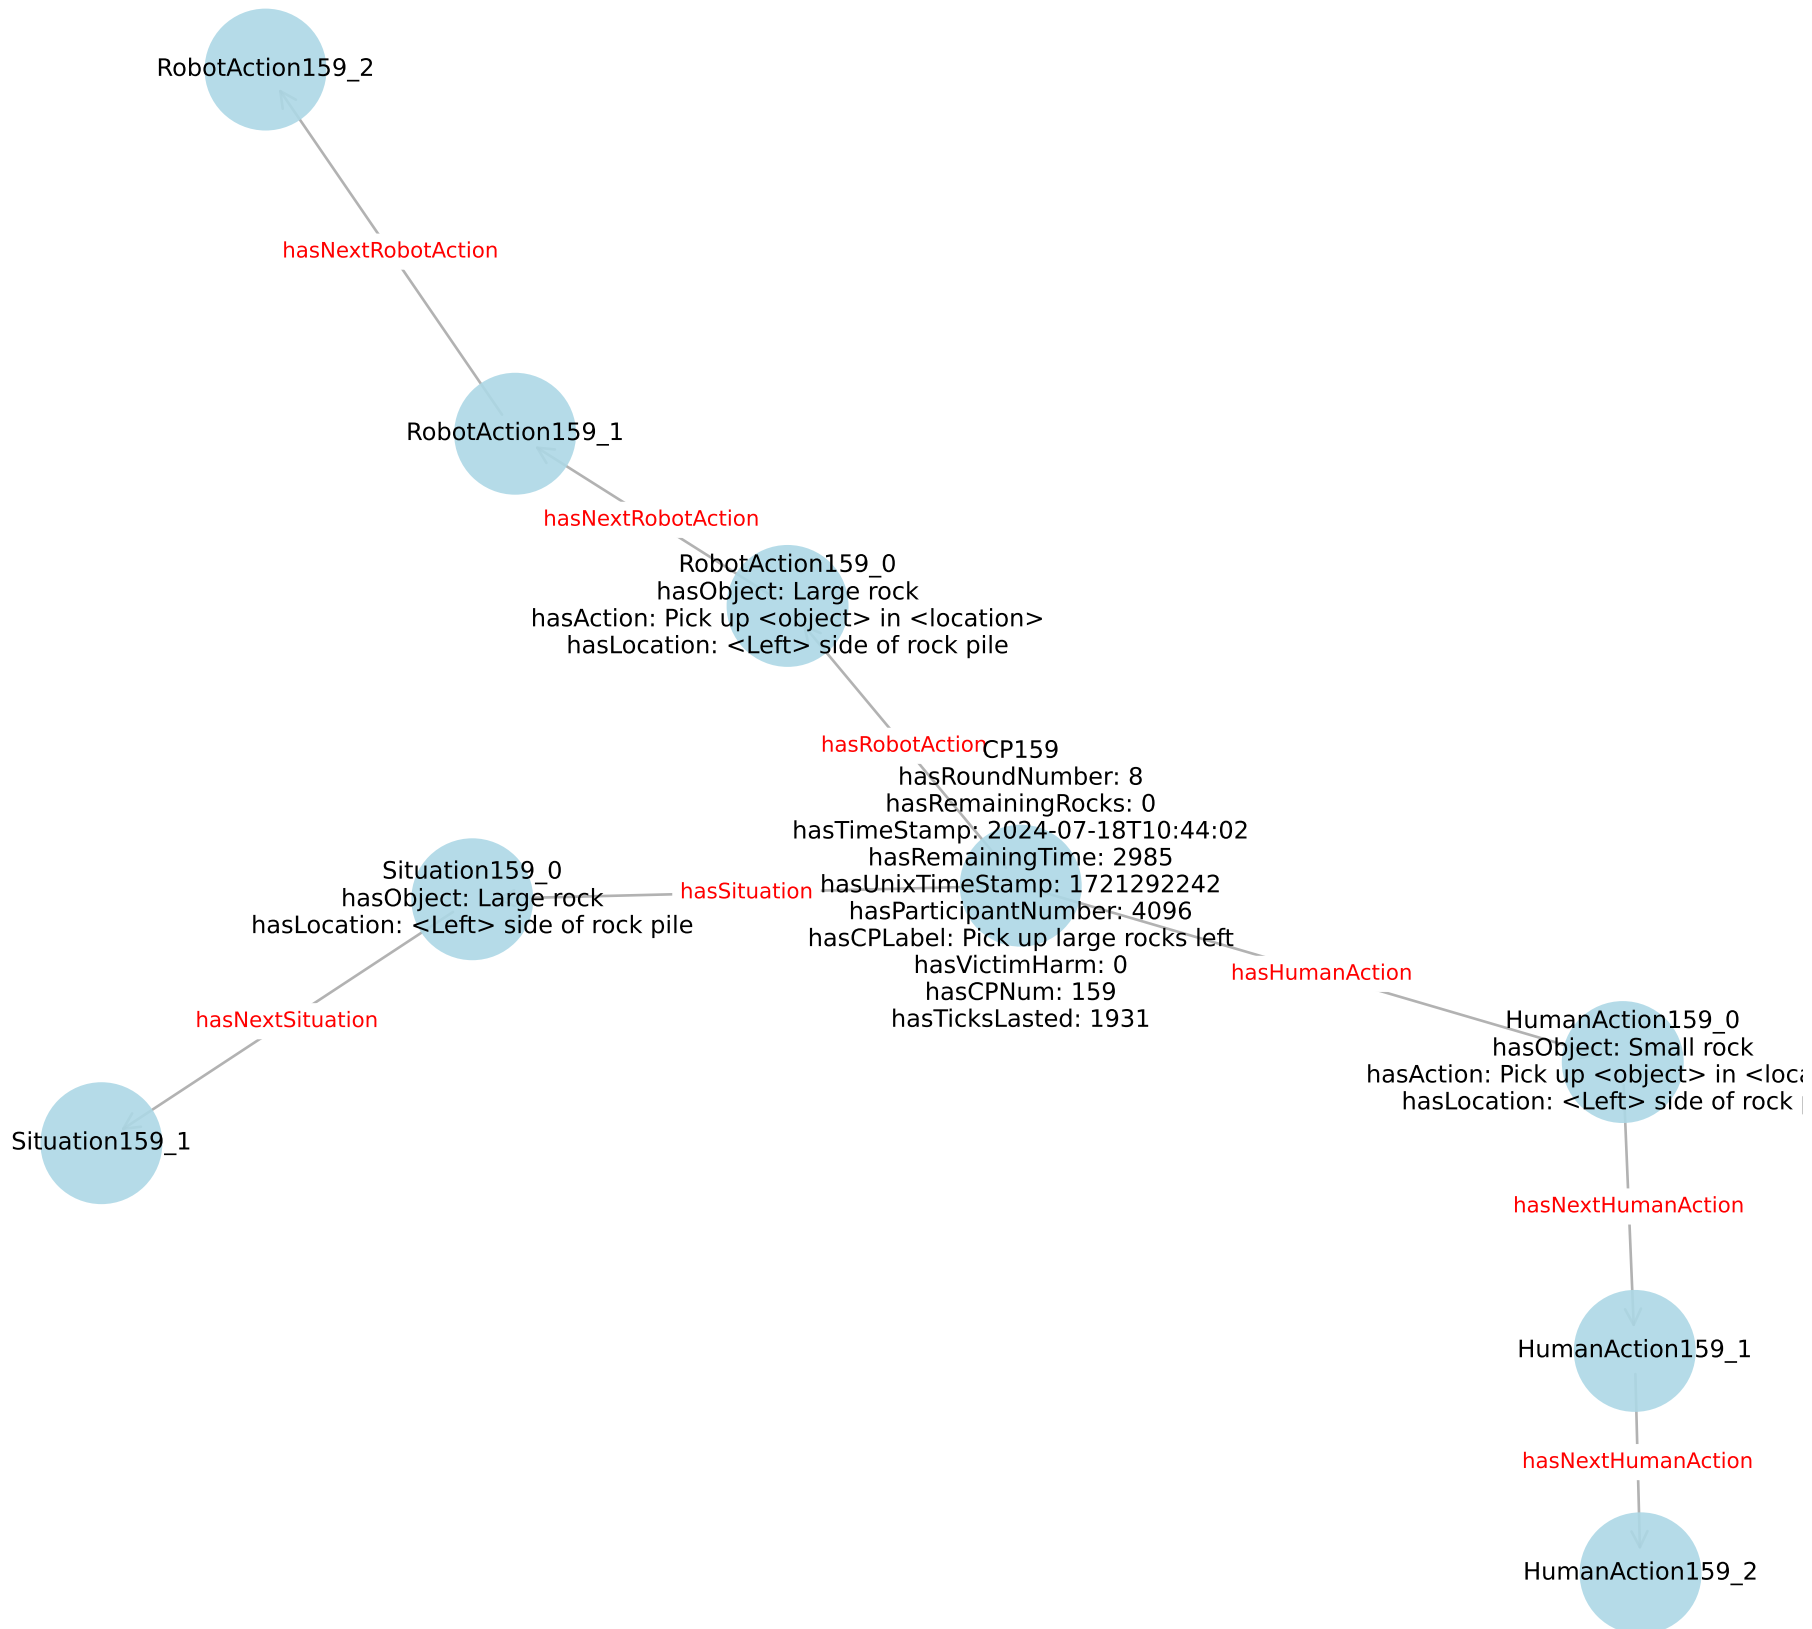 RobotAction159_2
hasNextRobotAction
RobotAction159_1
hasNextRobotAction
RobotAction159_0
hasObject: Large rock
hasAction: Pick up <object> in <location>
hasLocation: <Left> side of rock pile
hasRobotAction
CP159
hasRoundNumber: 8
hasRemainingRocks: 0
hasTimeStamp: 2024-07-18T10:44:02
hasRemainingTime: 2985
hasUnixTimeStamp: 1721292242
hasParticipantNumber: 4096
hasCPLabel: Pick up large rocks left
hasVictimHarm: 0
hasCPNum: 159
hasTicksLasted: 1931
hasSituation
Situation159_0
hasObject: Large rock
hasLocation: <Left> side of rock pile
hasNextSituation
Situation159_1
hasHumanAction
HumanAction159_0
hasObject: Small rock
hasAction: Pick up <object> in <loca
hasLocation: <Left> side of rock
hasNextHumanAction
HumanAction159_1
hasNextHumanAction
HumanAction159_2